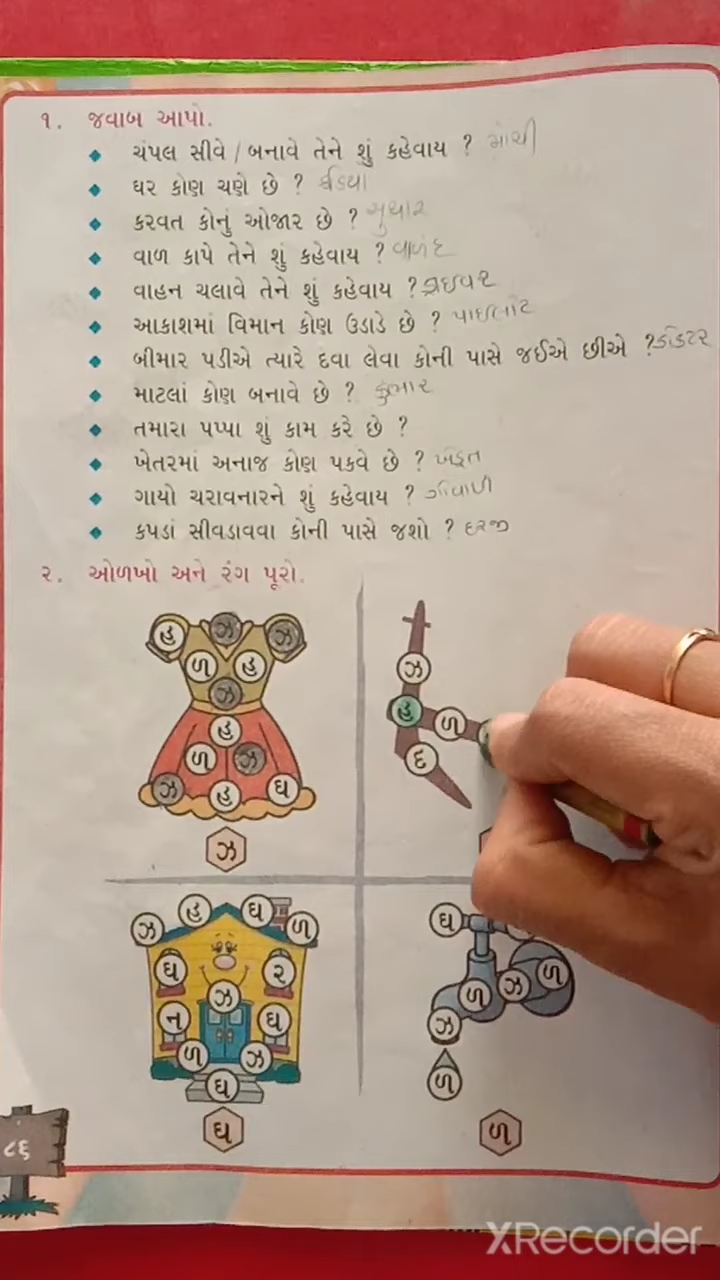 ૧. જવાબ આપો.
ચંપલ સીવે / બનાવે તેને શું કહેવાય ? મોચી
ઘર કોણ ચણે છે ? કડિયા
કરવત કોનું ઓજાર છે ? સુથાર
વાળ કાપે તેને શું કહેવાય ? વાળંદ
વાહન ચલાવે તેને શું કહેવાય ? ડ્રાઇવર
આકાશમાં વિમાન કોણ ઉડાડે છે ? પાઇલોટ
બીમાર પડીએ ત્યારે દવા લેવા કોની પાસે જઈએ છીએ ? ડૉક્ટર
માટલાં કોણ બનાવે છે ? કુંભાર
તમારા પપ્પા શું કામ કરે છે ?
ખેતરમાં અનાજ કોણ પકવે છે ? ખેડૂત
ગાયો ચરાવનારને શું કહેવાય ? ગોવાળ
કપડાં સીવડાવવા કોની પાસે જશો ? દરજી
૨. ઓળખો અને રંગ પૂરો.
હ ઝ ઝ
ળ હ
ઝ
હ
ળ ઝ
ઝ હ ઘ
ઝ
ઝ
હ ળ
દ
ઝ હ ઘ ળ
ઘ ર
ઝ
ન ઘ
ળ ઝ
ઘ
ઘ
ઘ
ળ ઝ ળ
ઝ
ળ
ળ
૮૬
XRecorder